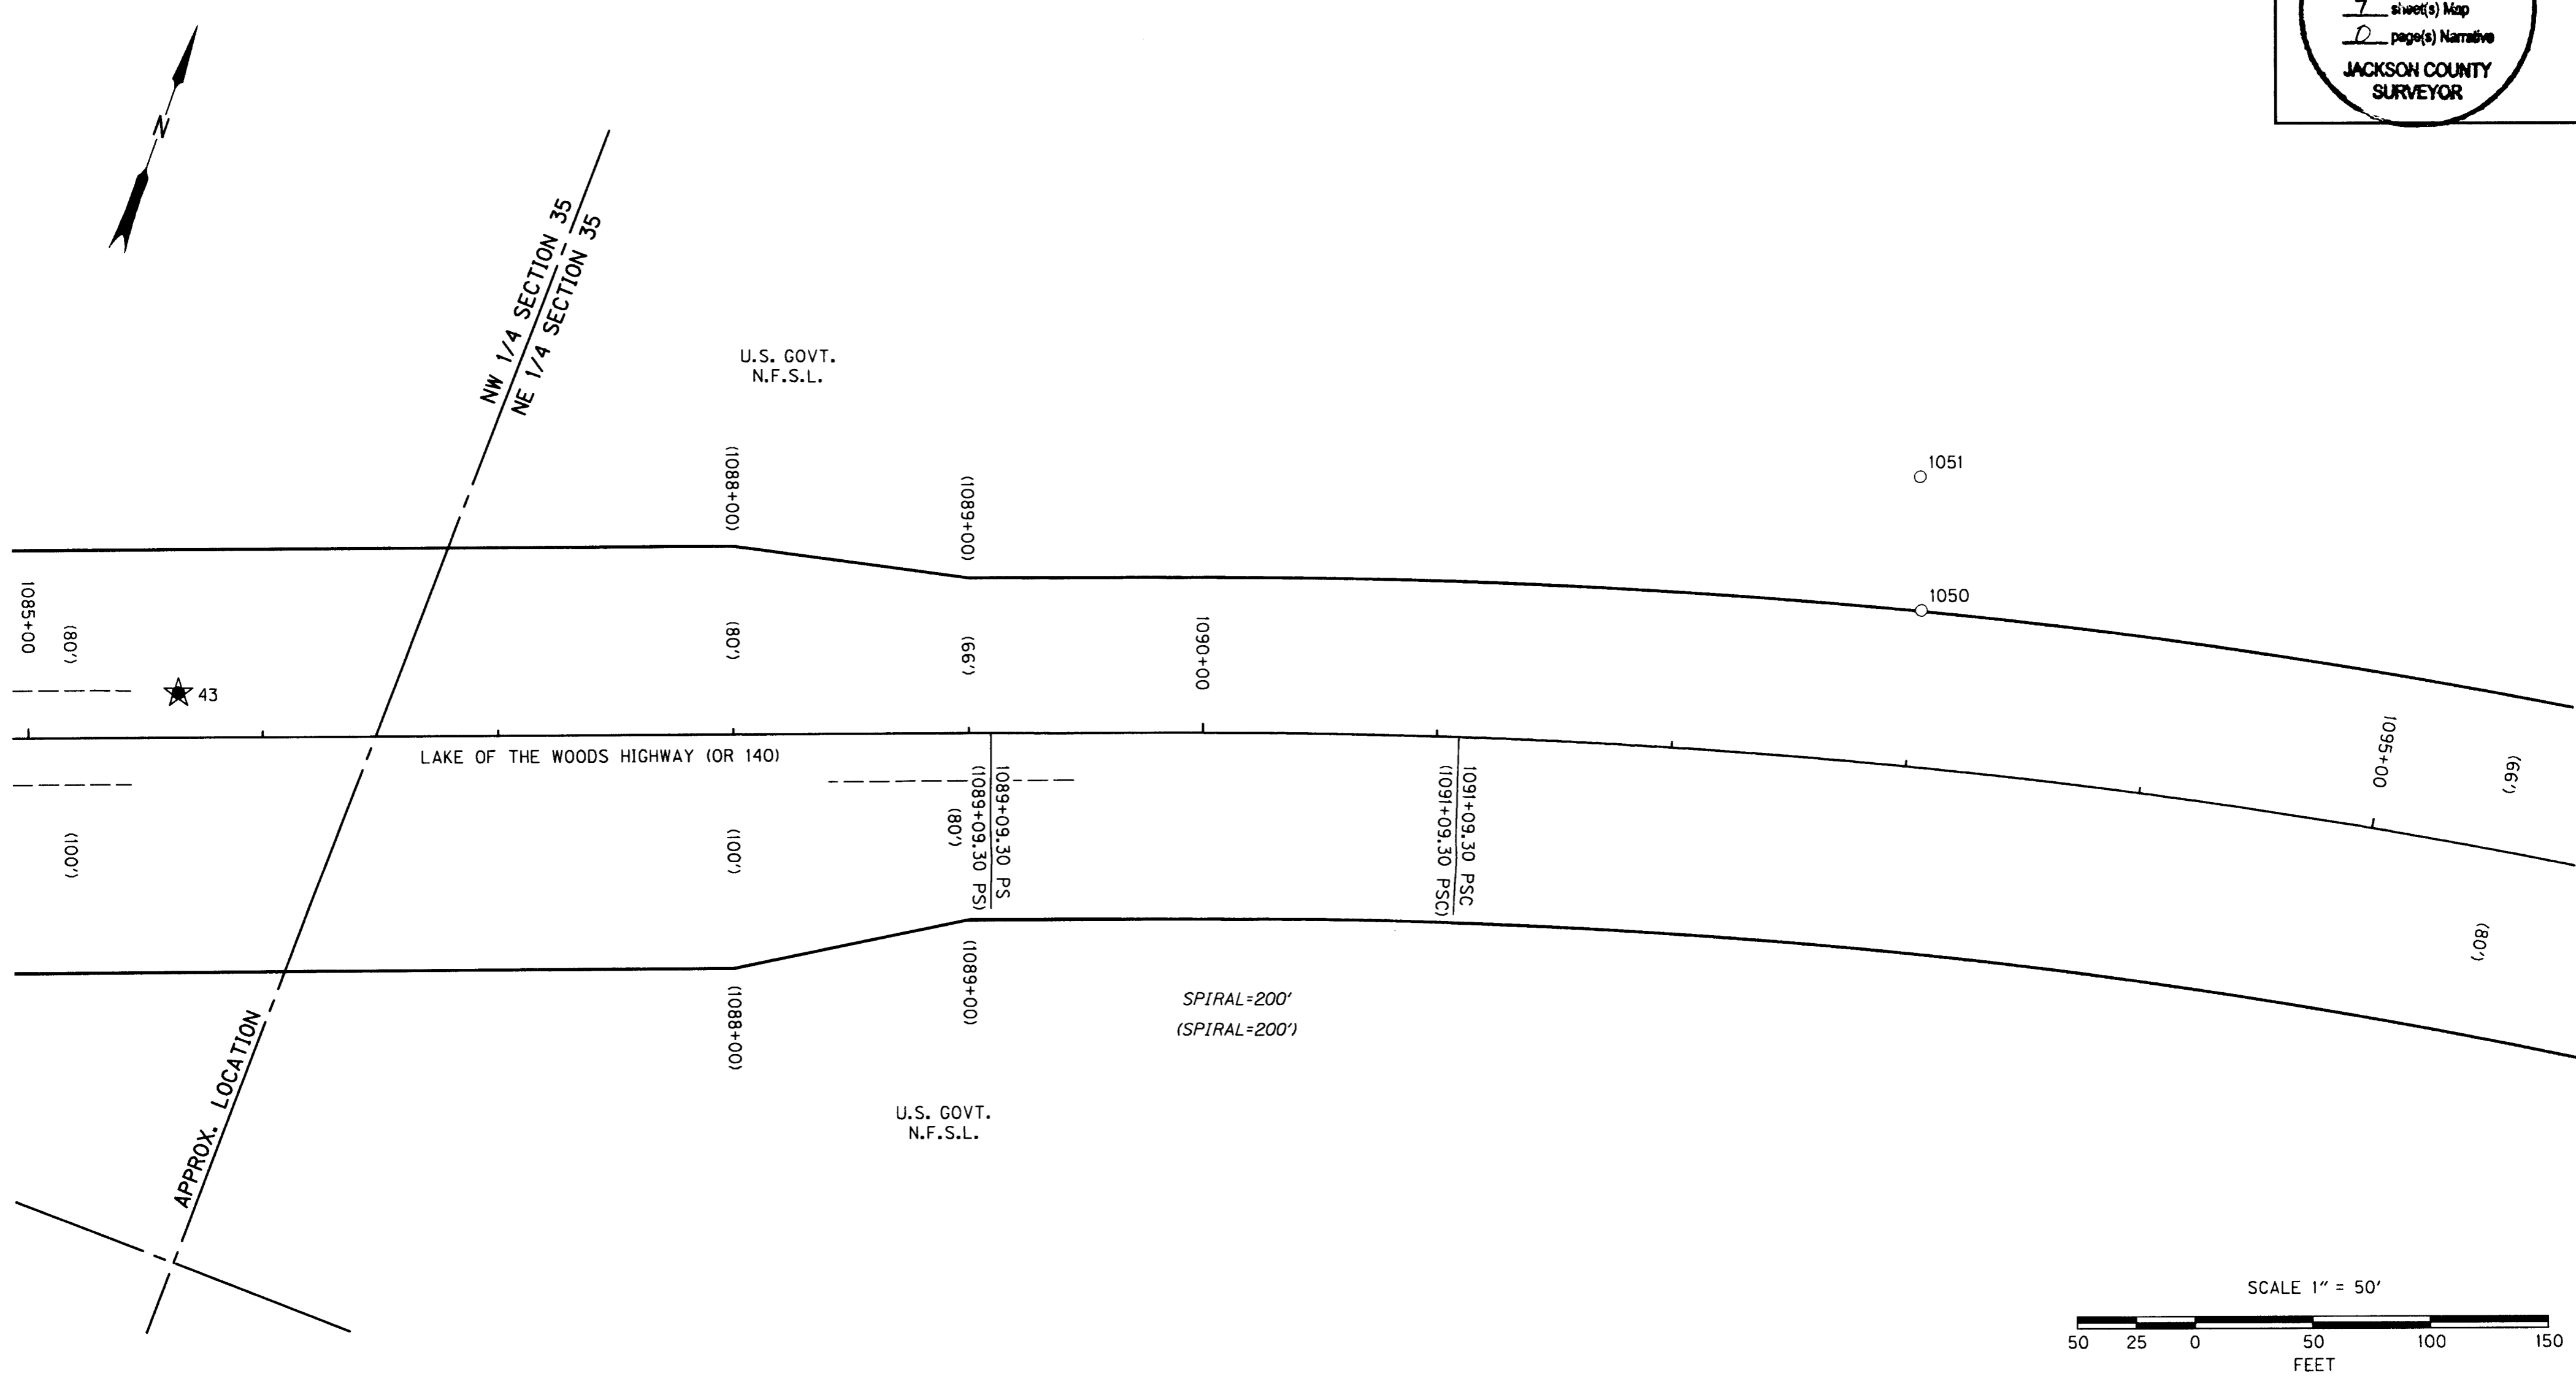 7 sheet(s) Map
0 page(s) Narrative
JACKSON COUNTY
SURVEYOR
N
NW 1/4 SECTION 35
NE 1/4 SECTION 35
U.S. GOVT.
N.F.S.L.
(1088+00)
(1089+00)
1051
1050
1085+00
(80')
(80')
(66')
1090+00
43
1095+00
(66')
LAKE OF THE WOODS HIGHWAY (OR 140)
(100')
(100')
(80')
1089+09.30 PS
(1089+09.30 PS)
1091+09.30 PSC
(1091+09.30 PSC)
(80')
(1088+00)
(1089+00)
SPIRAL=200'
(SPIRAL=200')
APPROX. LOCATION
U.S. GOVT.
N.F.S.L.
SCALE 1" = 50'
50 25 0 50 100 150
FEET